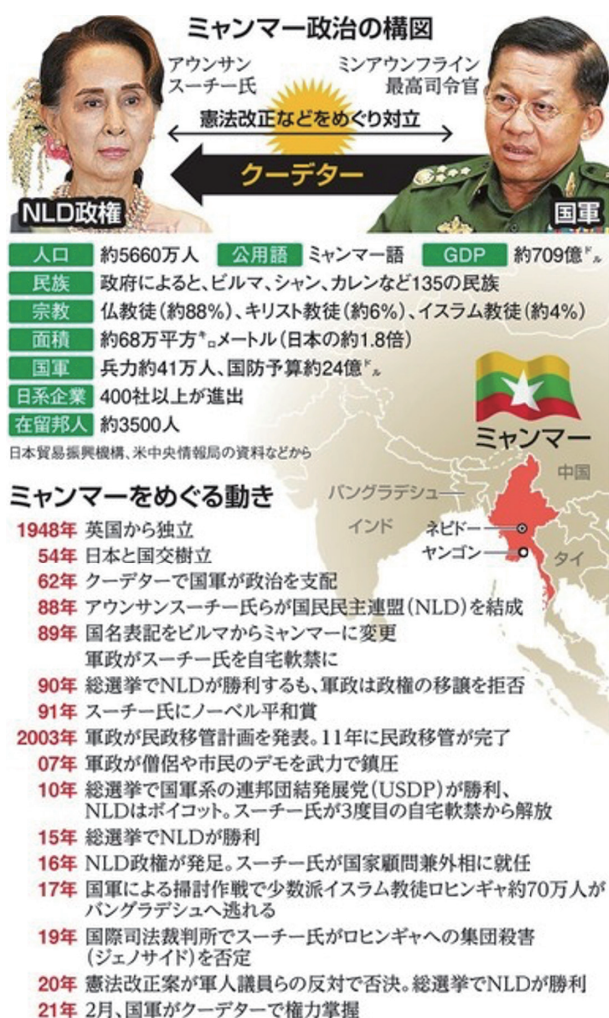 ミャンマー政治の構図
アウンサン
スーチー氏
ミンアウンフライン
最高司令官
憲法改正などをめぐり対立
クーデター
NLD政権
国軍
人口 約5660万人 公用語 ミャンマー語 GDP 約709億㌦
民族 政府によると、ビルマ、シャン、カレンなど135の民族
宗教 仏教徒(約88%)、キリスト教徒(約6%)、イスラム教徒(約4%)
面積 約68万平方㌔メートル(日本の約1.8倍)
国軍 兵力約41万人、国防予算約24億㌦
日系企業 400社以上が進出
在留邦人 約3500人
日本貿易振興機構、米中央情報局の資料などから
ミャンマー
中国
バングラデシュ
インド
ネピドー
ヤンゴン
タイ
ミャンマーをめぐる動き
1948年 英国から独立
54年 日本と国交樹立
62年 クーデターで国軍が政治を支配
88年 アウンサンスーチー氏らが国民民主連盟(NLD)を結成
89年 国名表記をビルマからミャンマーに変更
軍政がスーチー氏を自宅軟禁に
90年 総選挙でNLDが勝利するも、軍政は政権の移譲を拒否
91年 スーチー氏にノーベル平和賞
2003年 軍政が民政移管計画を発表。11年に民政移管が完了
07年 軍政が僧侶や市民のデモを武力で鎮圧
10年 総選挙で国軍系の連邦団結発展党(USDP)が勝利、
NLDはボイコット。スーチー氏が3度目の自宅軟禁から解放
15年 総選挙でNLDが勝利
16年 NLD政権が発足。スーチー氏が国家顧問兼外相に就任
17年 国軍による掃討作戦で少数派イスラム教徒ロヒンギャ約70万人が
バングラデシュへ逃れる
19年 国際司法裁判所でスーチー氏がロヒンギャへの集団殺害
(ジェノサイド)を否定
20年 憲法改正案が軍人議員らの反対で否決。総選挙でNLDが勝利
21年 2月、国軍がクーデターで権力掌握